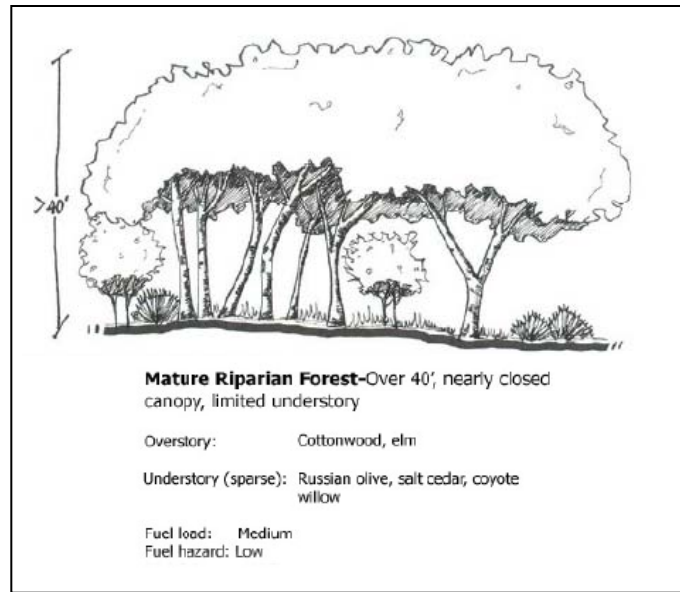 >40'
Mature Riparian Forest-Over 40', nearly closed
canopy, limited understory
Overstory: Cottonwood, elm
Understory (sparse): Russian olive, salt cedar, coyote
willow
Fuel load: Medium
Fuel hazard: Low